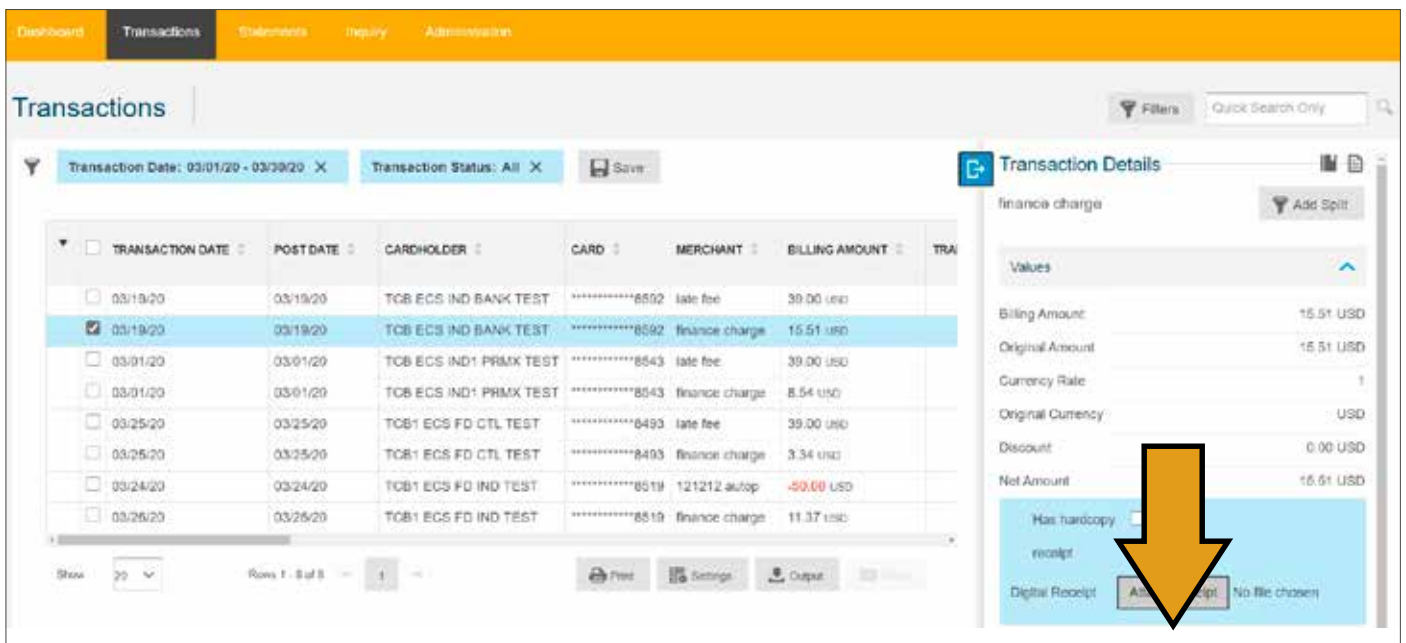 Dashboard Transactions Statements Inquiry Administration
Transactions
Filters Quick Search Only
Transaction Date: 03/01/20 - 03/30/20 X Transaction Status: All X Save
Transaction Details
finance charge Add Split
TRANSACTION DATE POST DATE CARDHOLDER CARD MERCHANT BILLING AMOUNT TRA
Values
03/19/20 03/19/20 TCB ECS IND BANK TEST ************8592 late fee 39.00 USD
03/19/20 03/19/20 TCB ECS IND BANK TEST ************8592 finance charge 15.51 USD
03/01/20 03/01/20 TCB ECS IND1 PRMX TEST ************8543 late fee 39.00 USD
03/01/20 03/01/20 TCB ECS IND1 PRMX TEST ************8543 finance charge 8.54 USD
03/25/20 03/25/20 TCB1 ECS FD CTL TEST ************8493 late fee 39.00 USD
03/25/20 03/25/20 TCB1 ECS FD CTL TEST ************8493 finance charge 3.34 USD
03/24/20 03/24/20 TCB1 ECS FD IND TEST ************8519 121212 autop -50.00 USD
03/26/20 03/26/20 TCB1 ECS FD IND TEST ************8519 finance charge 11.37 USD
Show 20 Rows 1 - 8 of 8 1 Print Settings Output
Billing Amount 15.51 USD
Original Amount 15.51 USD
Currency Rate 1
Original Currency USD
Discount 0.00 USD
Net Amount 15.51 USD
Has hardcopy
receipt
Digital Receipt No file chosen